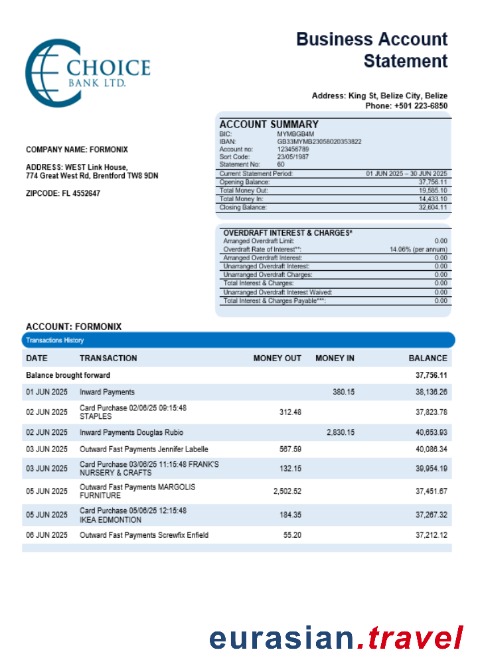 CHOICE
BANK LTD.
Business Account
Statement
Address: King St, Belize City, Belize
Phone: +501 223-6850
COMPANY NAME: FORMONIX
ADDRESS: WEST Link House,
774 Great West Rd, Brentford TW8 9DN
ZIPCODE: FL 4552647
ACCOUNT SUMMARY
BIC: MYMBGB4M
IBAN: GB33MYMB23058020353822
Account no: 123456789
Sort Code: 23/05/1987
Statement No: 60
Current Statement Period: 01 JUN 2025 – 30 JUN 2025
Opening Balance: 37,756.11
Total Money Out: 19,585.10
Total Money In: 14,433.10
Closing Balance: 32,604.11
OVERDRAFT INTEREST & CHARGES*
Arranged Overdraft Limit: 0.00
Overdraft Rate of Interest**: 14.06% (per annum)
Arranged Overdraft Interest: 0.00
Unarranged Overdraft Interest: 0.00
Unarranged Overdraft Charges: 0.00
Total Interest & Charges: 0.00
Unarranged Overdraft Interest Waived: 0.00
Total Interest & Charges Payable***: 0.00
ACCOUNT: FORMONIX
Transactions History
DATE TRANSACTION MONEY OUT MONEY IN BALANCE
Balance brought forward 37,756.11
01 JUN 2025 Inward Payments 380.15 38,136.26
02 JUN 2025 Card Purchase 02/06/25 09:15:48 312.48 37,823.78
STAPLES
02 JUN 2025 Inward Payments Douglas Rubio 2,830.15 40,653.93
03 JUN 2025 Outward Fast Payments Jennifer Labelle 567.59 40,086.34
03 JUN 2025 Card Purchase 03/06/25 11:15:48 FRANK'S 132.15 39,954.19
NURSERY & CRAFTS
05 JUN 2025 Outward Fast Payments MARGOLIS 2,502.52 37,451.67
FURNITURE
05 JUN 2025 Card Purchase 05/06/25 12:15:48 184.35 37,267.32
IKEA EDMONTION
06 JUN 2025 Outward Fast Payments Screwfix Enfield 55.20 37,212.12
eurasian.travel